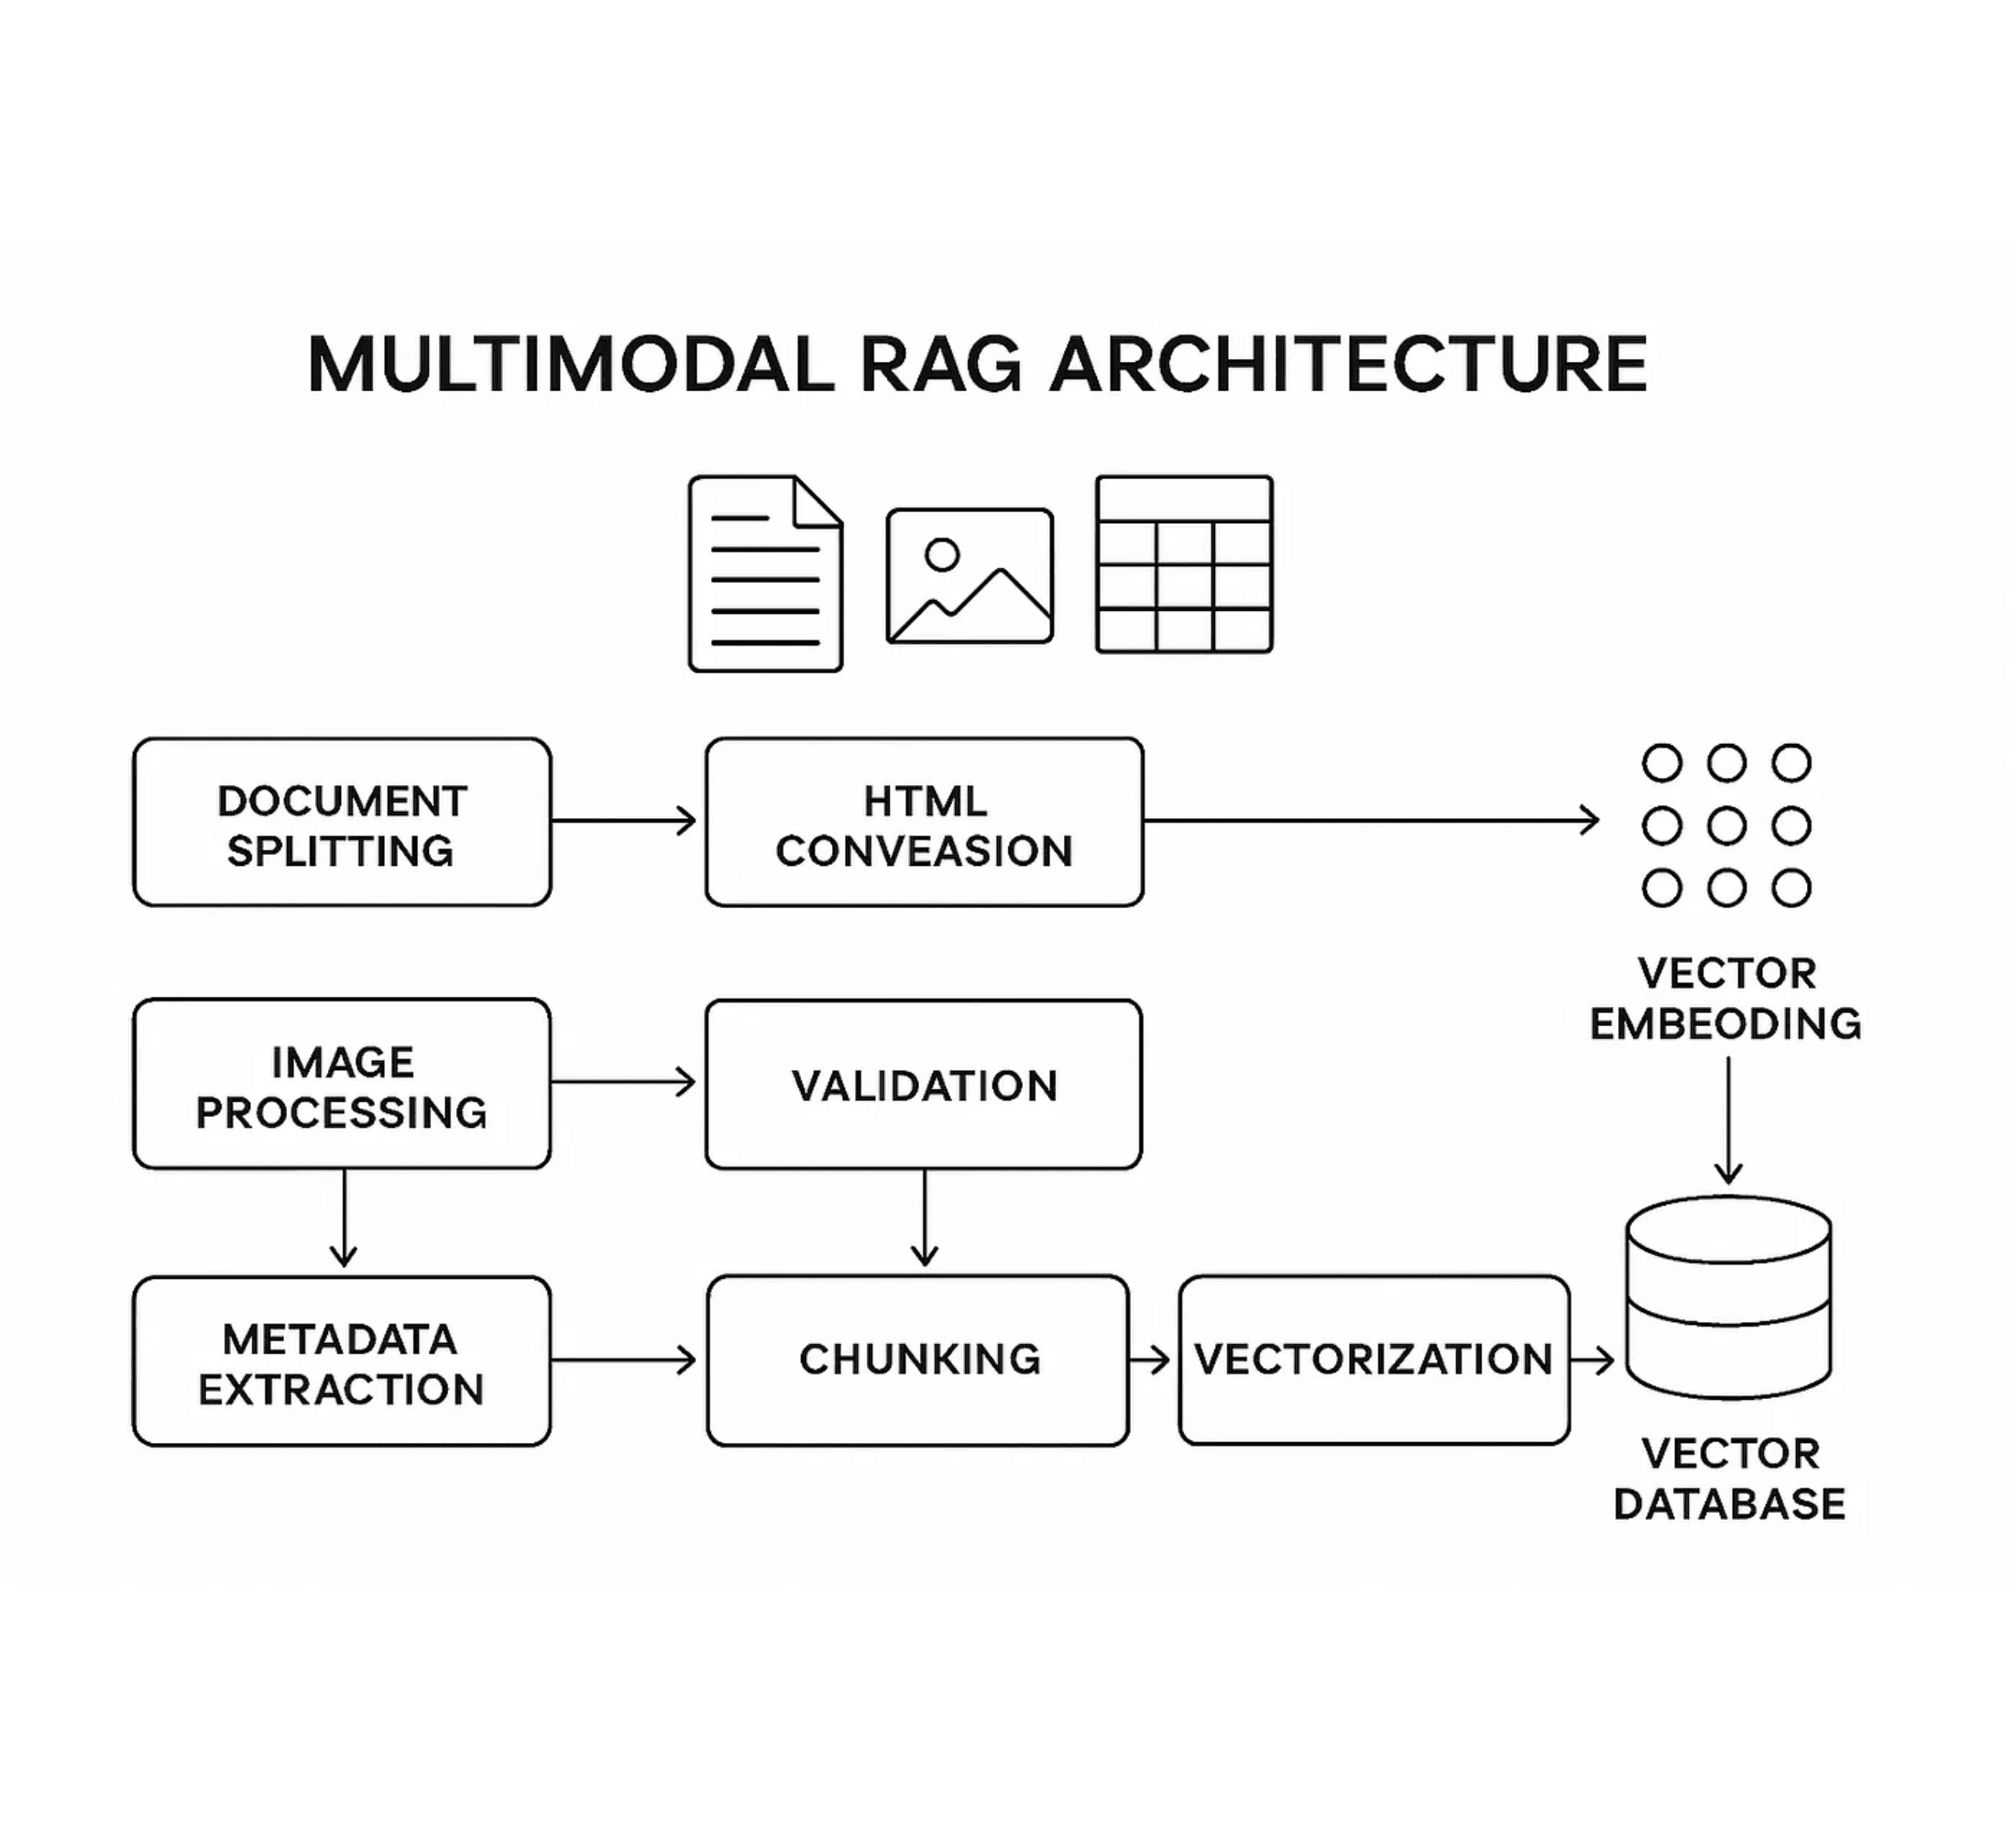 MULTIMODAL RAG ARCHITECTURE
DOCUMENT
SPLITTING
HTML
CONVEASION
VECTOR
EMBEODING
IMAGE
PROCESSING
VALIDATION
METADATA
EXTRACTION
CHUNKING
VECTORIZATION
VECTOR
DATABASE